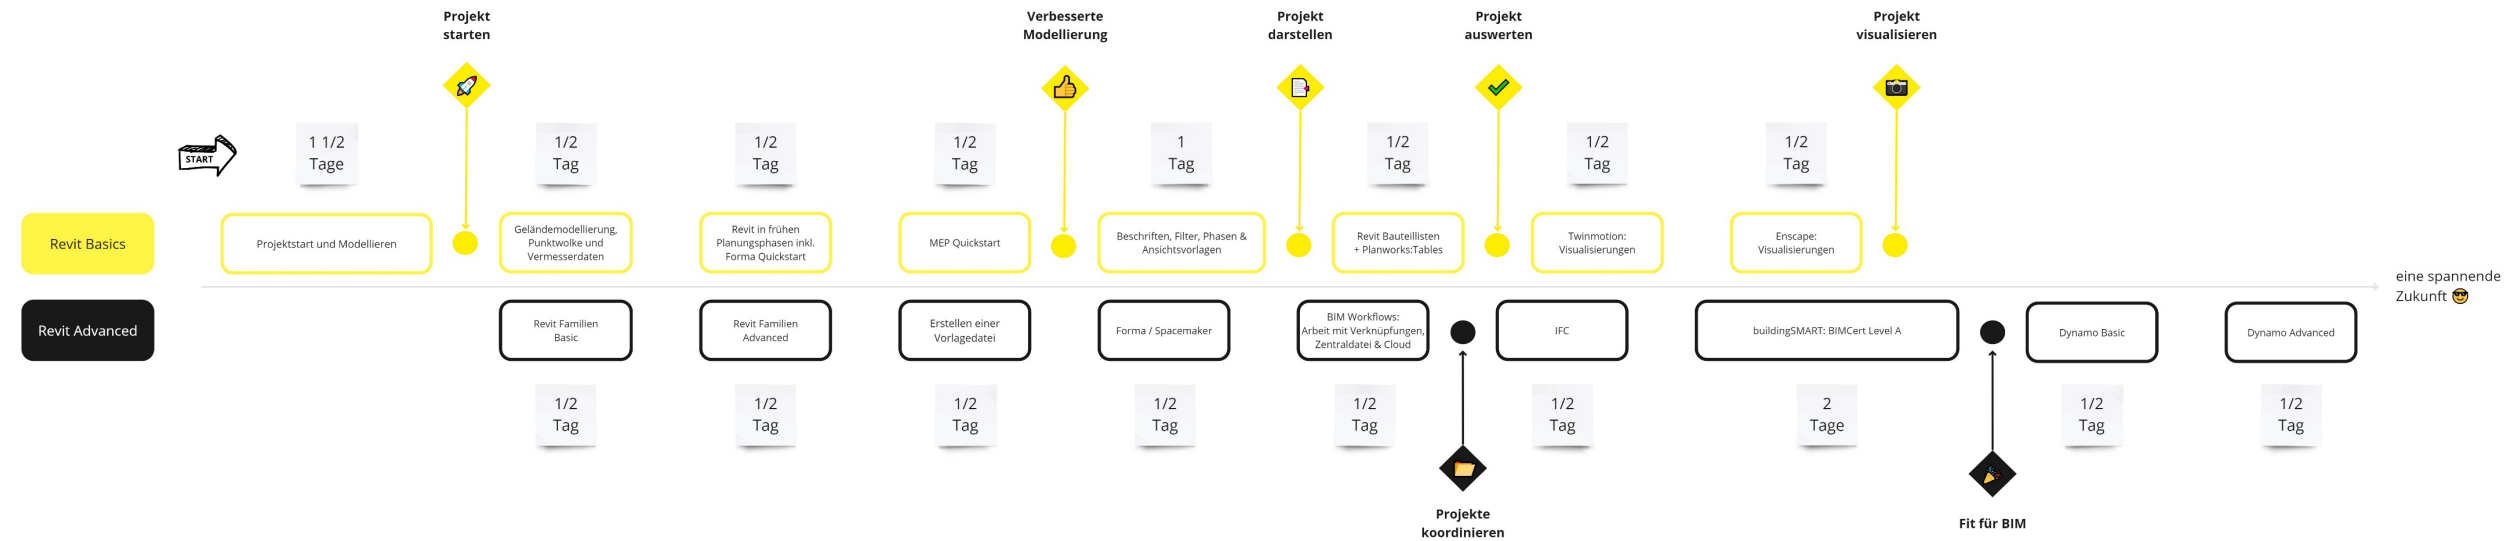 Projekt
starten
Verbesserte
Modellierung
Projekt
darstellen
Projekt
auswerten
Projekt
visualisieren
START
1 1/2
Tage
1/2
Tag
1/2
Tag
1/2
Tag
1
Tag
1/2
Tag
1/2
Tag
1/2
Tag
Revit Basics
Projektstart und Modellieren
Geländemodellierung,
Punktwolke und
Vermesserdaten
Revit in frühen
Planungsphasen inkl.
Forma Quickstart
MEP Quickstart
Beschriften, Filter, Phasen &
Ansichtsvorlagen
Revit Bauteillisten
+ Planworks:Tables
Twinmotion:
Visualisierungen
Enscape:
Visualisierungen
eine spannende
Zukunft 😎
Revit Advanced
Revit Familien
Basic
Revit Familien
Advanced
Erstellen einer
Vorlagedatei
Forma / Spacemaker
BIM Workflows:
Arbeit mit Verknüpfungen,
Zentraldatei & Cloud
IFC
buildingSMART: BIMCert Level A
Dynamo Basic
Dynamo Advanced
1/2
Tag
1/2
Tag
1/2
Tag
1/2
Tag
1/2
Tag
1/2
Tag
2
Tage
1/2
Tag
1/2
Tag
Projekte
koordinieren
Fit für BIM